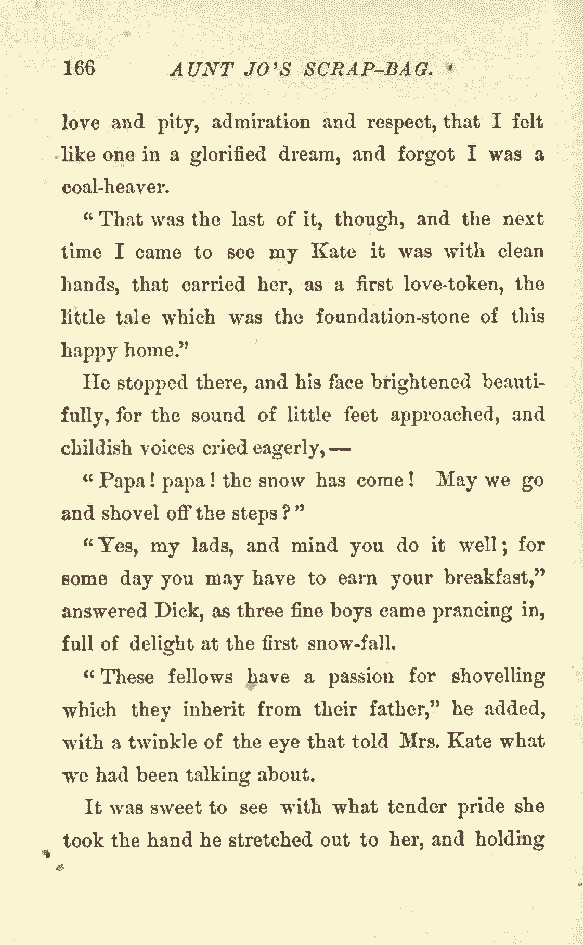 166 AUNT JO'S SCRAP-BAG.
love and pity, admiration and respect, that I felt
like one in a glorified dream, and forgot I was a
coal-heaver.
"That was the last of it, though, and the next
time I came to see my Kate it was with clean
hands, that carried her, as a first love-token, the
little tale which was the foundation-stone of this
happy home."
He stopped there, and his face brightened beauti-
fully, for the sound of little feet approached, and
childish voices cried eagerly,—
"Papa! papa! the snow has come! May we go
and shovel off the steps?"
"Yes, my lads, and mind you do it well; for
some day you may have to earn your breakfast,"
answered Dick, as three fine boys came prancing in,
full of delight at the first snow-fall.
"These fellows have a passion for shovelling
which they inherit from their father," he added,
with a twinkle of the eye that told Mrs. Kate what
we had been talking about.
It was sweet to see with what tender pride she
took the hand he stretched out to her, and holding